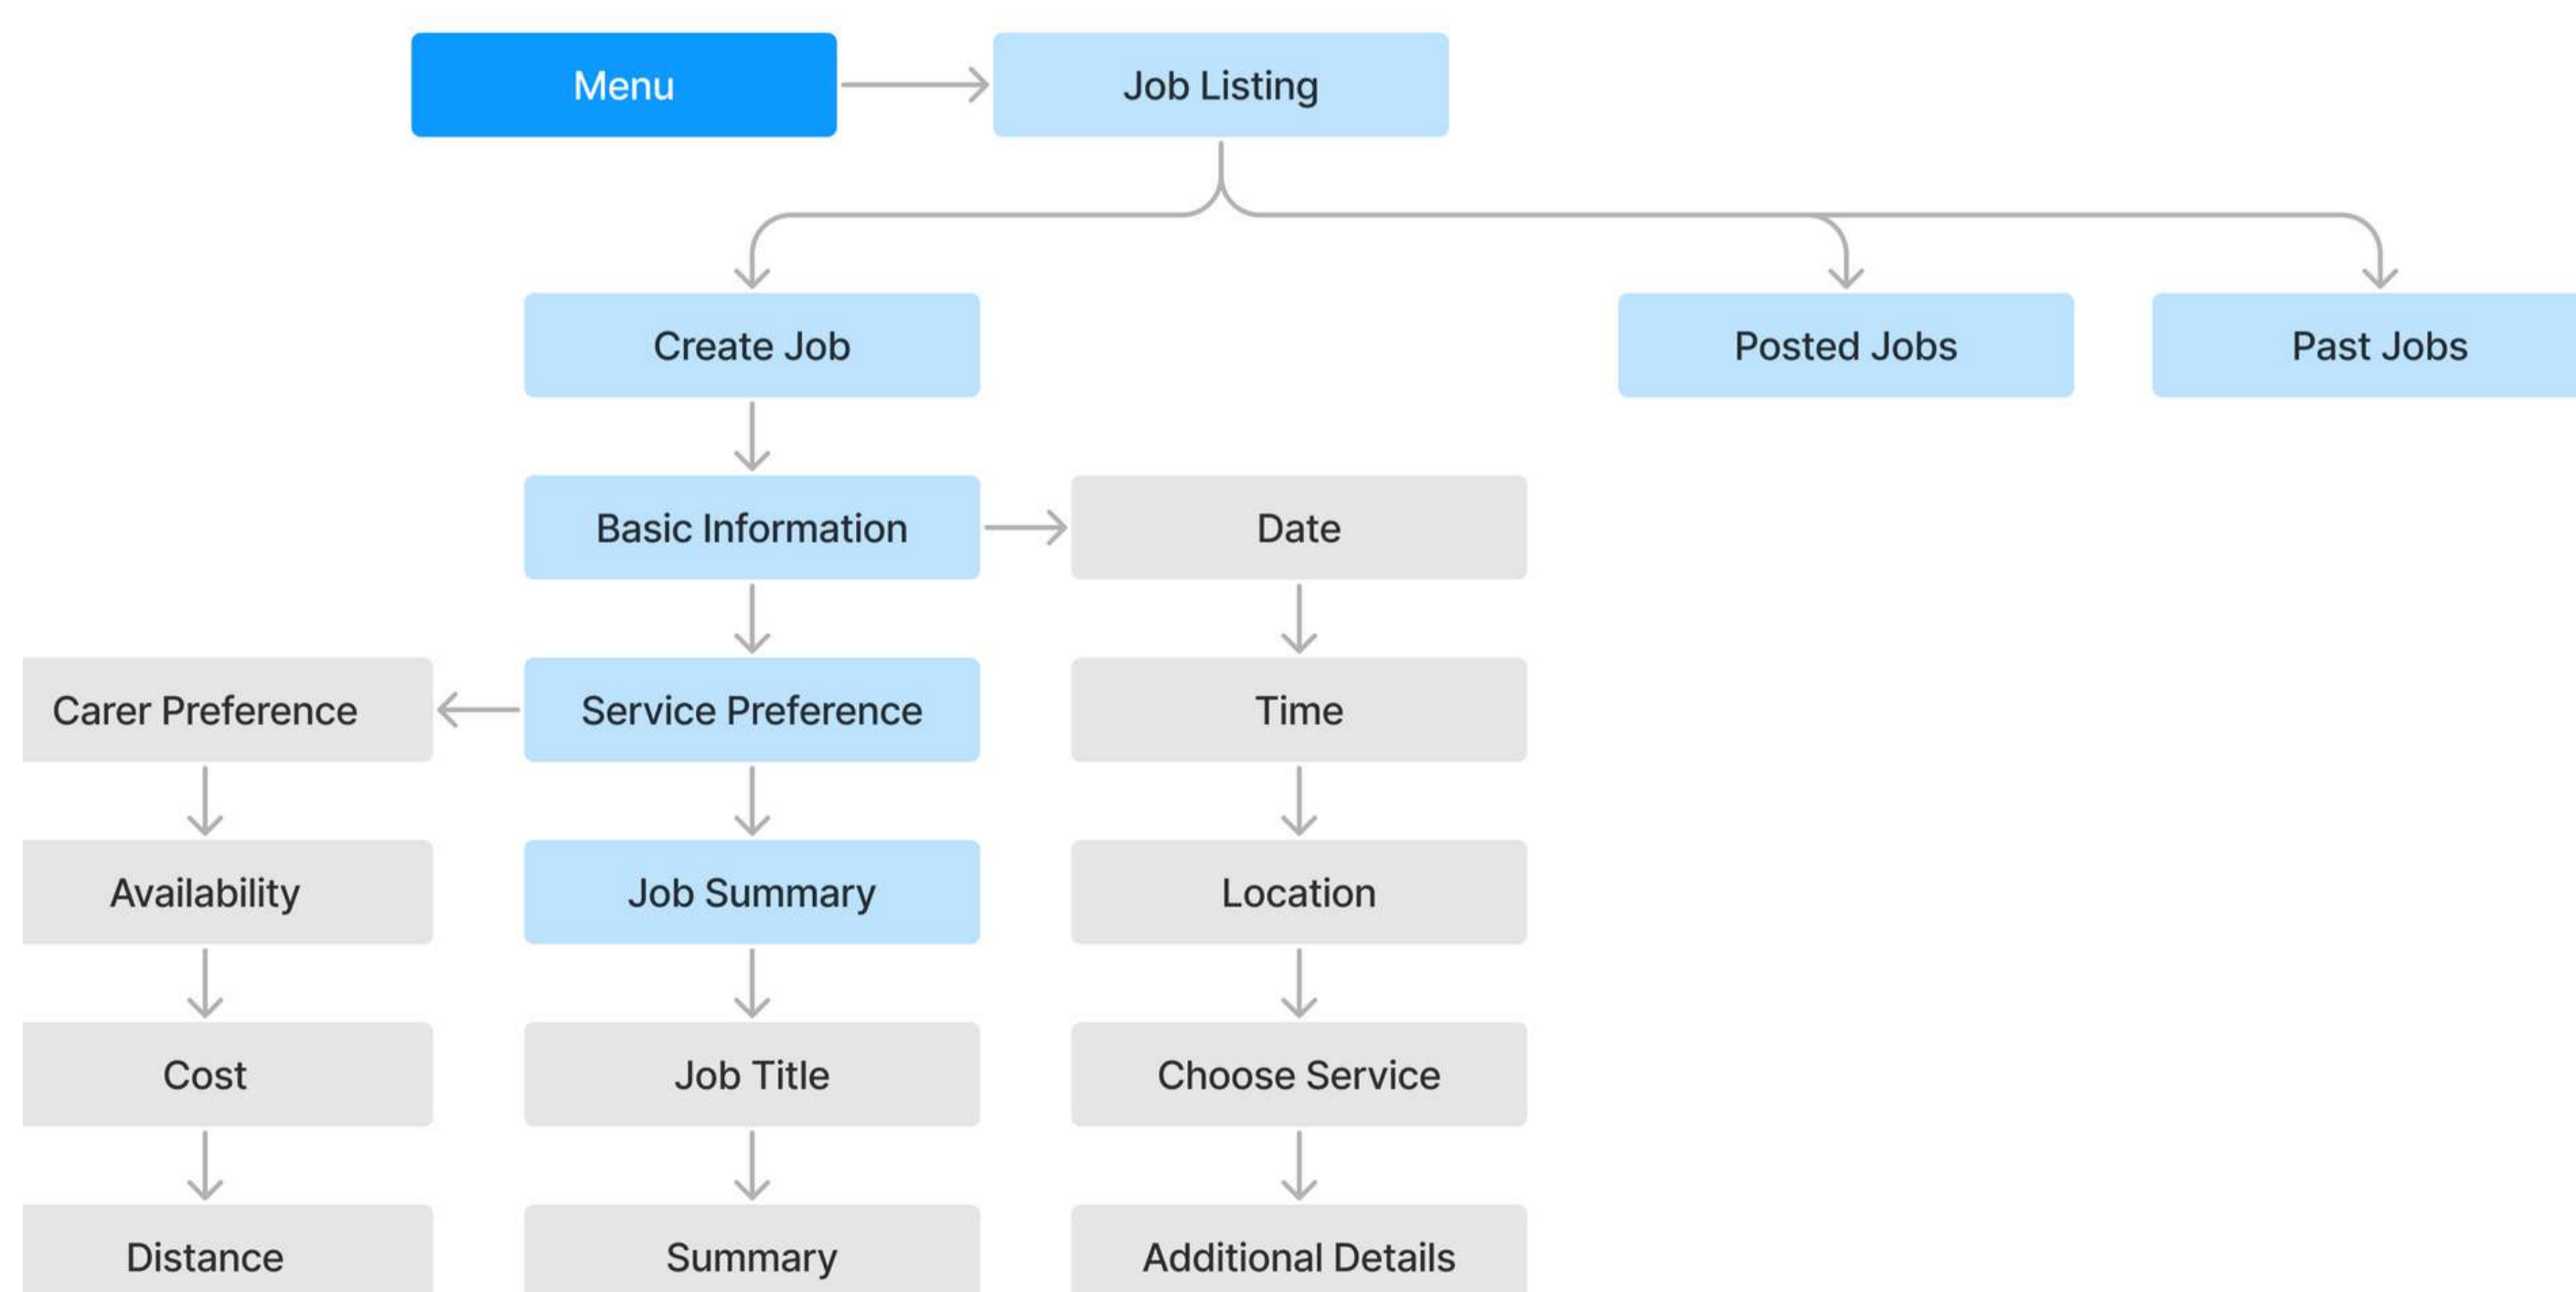 Menu
Job Listing
Create Job
Posted Jobs
Past Jobs
Basic Information
Date
Carer Preference
Service Preference
Time
Availability
Job Summary
Location
Cost
Job Title
Choose Service
Distance
Summary
Additional Details